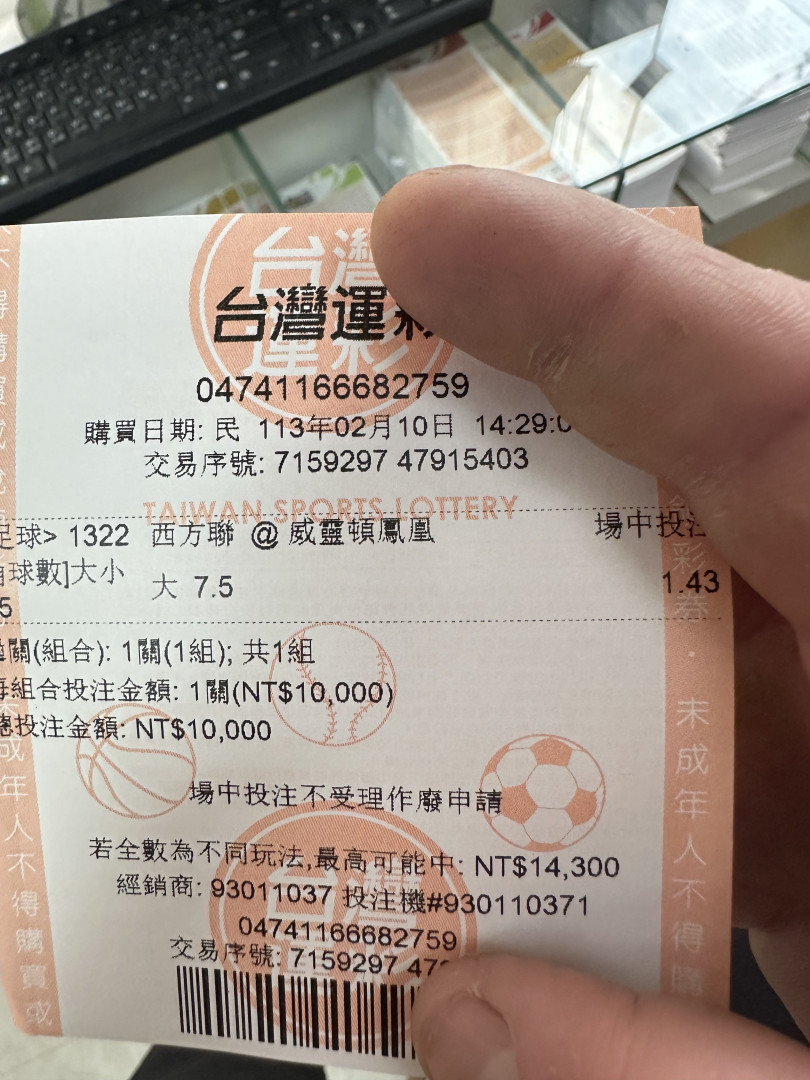 台灣運
04741166682759
購買日期: 民 113年02月10日 14:29:
交易序號: 7159297 47915403
TAIWAN SPORTS LOTTERY
足球> 1322 西方聯 @ 威靈頓鳳凰 場中投注
球數]大小 大 7.5 1.43
5
關(組合): 1關(1組); 共1組
每組合投注金額: 1關(NT$10,000)
總投注金額: NT$10,000
場中投注不受理作廢申請
若全數為不同玩法,最高可能中: NT$14,300
經銷商: 93011037 投注機#930110371
04741166682759
交易序號: 7159297 47
彩券·未成年人不得購
成年人不得購買或